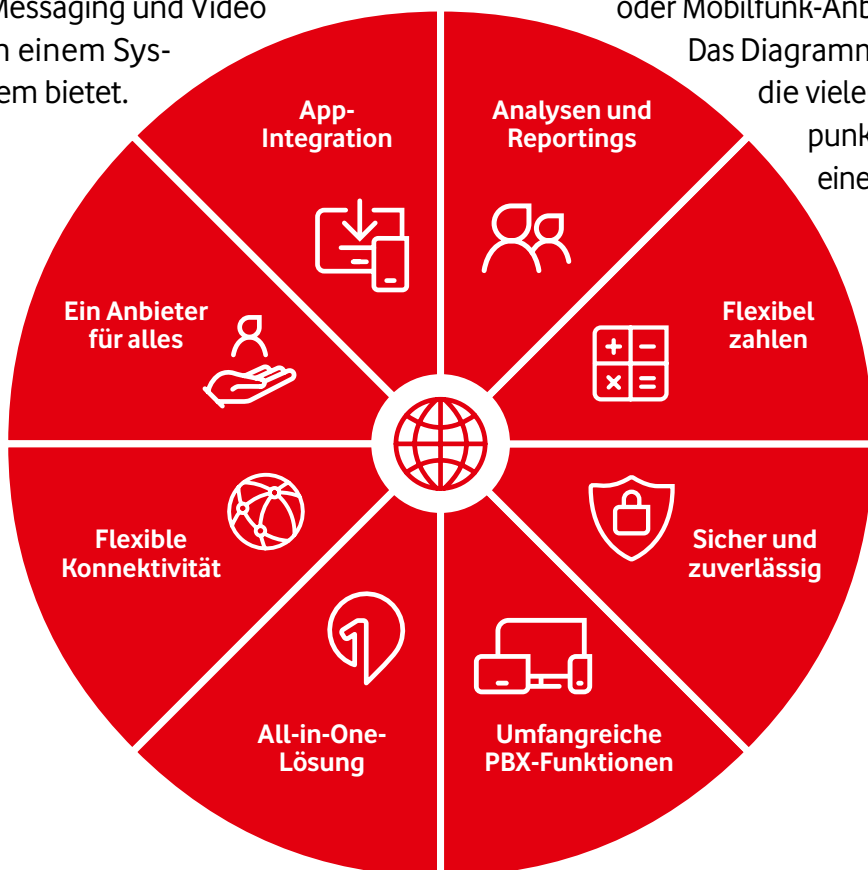 Messaging und Video
einem Sys-
em bietet.
oder Mobilfunk-Anb
Das Diagramm
die viele
punk
eine
App-
Integration
Analysen und
Reportings
Ein Anbieter
für alles
Flexibel
zahlen
Flexible
Konnektivität
Sicher und
zuverlässig
All-in-One-
Lösung
Umfangreiche
PBX-Funktionen